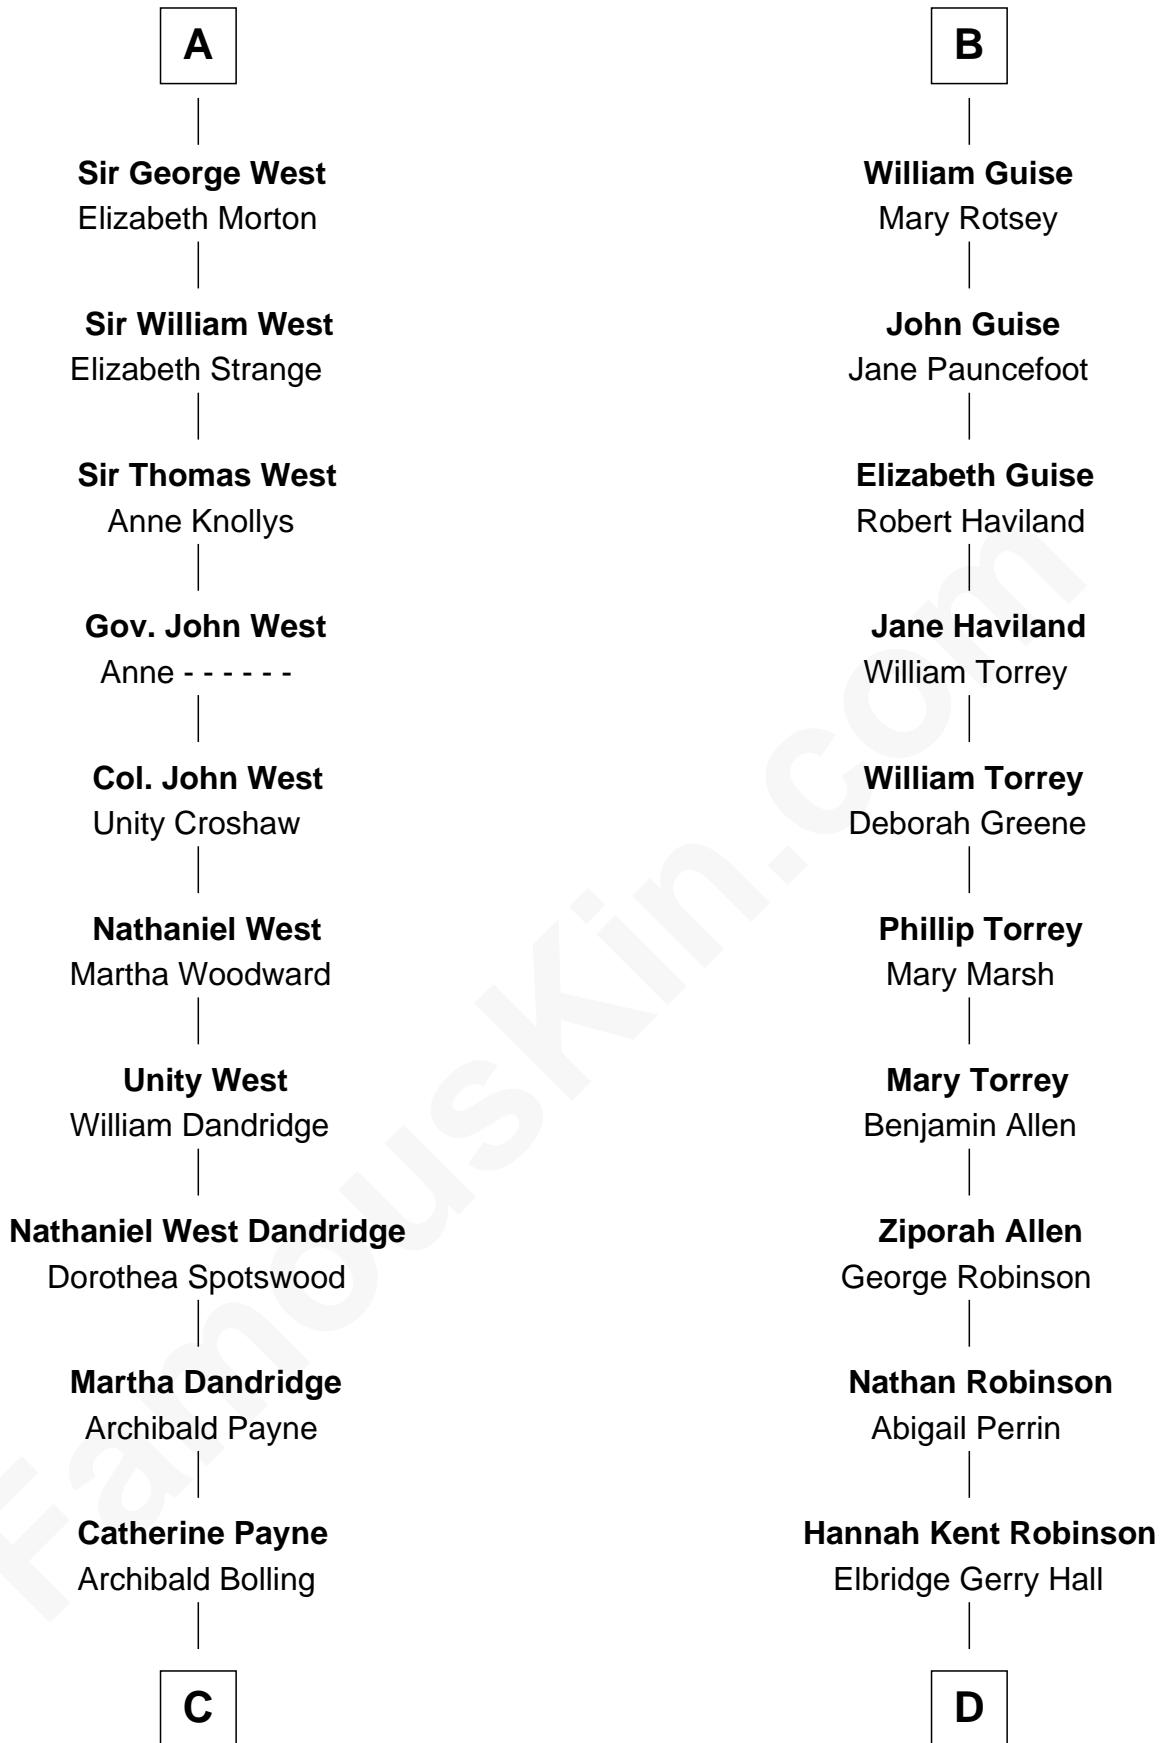 A
Sir George West
Elizabeth Morton
Sir William West
Elizabeth Strange
Sir Thomas West
Anne Knollys
Gov. John West
Anne - - - - - -
Col. John West
Unity Croshaw
Nathaniel West
Martha Woodward
Unity West
William Dandridge
Nathaniel West Dandridge
Dorothea Spotswood
Martha Dandridge
Archibald Payne
Catherine Payne
Archibald Bolling
C
B
William Guise
Mary Rotsey
John Guise
Jane Pauncefoot
Elizabeth Guise
Robert Haviland
Jane Haviland
William Torrey
William Torrey
Deborah Greene
Phillip Torrey
Mary Marsh
Mary Torrey
Benjamin Allen
Ziporah Allen
George Robinson
Nathan Robinson
Abigail Perrin
Hannah Kent Robinson
Elbridge Gerry Hall
D
FamousKin.com